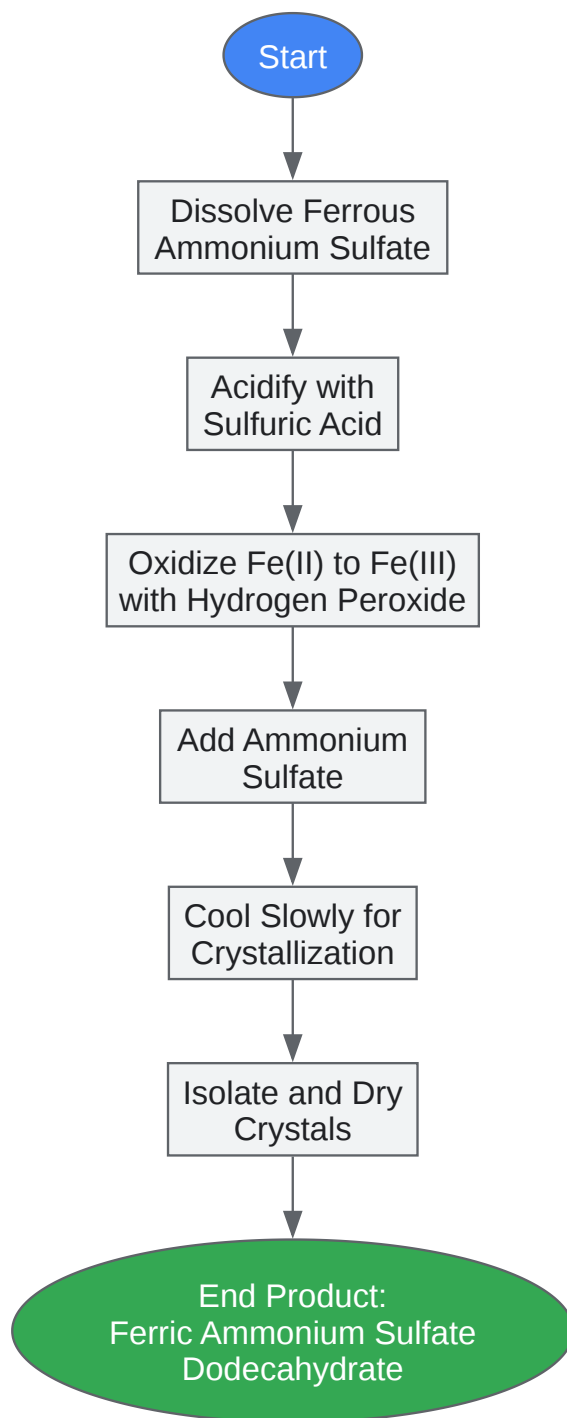 Start
Dissolve Ferrous
Ammonium Sulfate
Acidify with
Sulfuric Acid
Oxidize Fe(II) to Fe(III)
with Hydrogen Peroxide
Add Ammonium
Sulfate
Cool Slowly for
Crystallization
Isolate and Dry
Crystals
End Product:
Ferric Ammonium Sulfate
Dodecahydrate